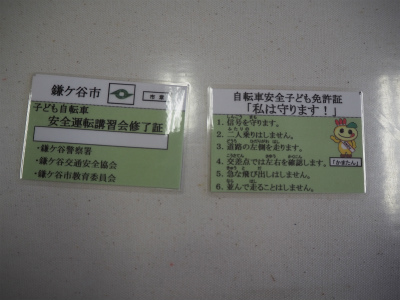 鎌ケ谷市
市章
子ども自転車
安全運転講習会修了証
・鎌ケ谷警察署
・鎌ケ谷交通安全協会
・鎌ケ谷市教育委員会
自転車安全子ども免許証
「私は守ります！」
1. 信号を守ります。
2. 二人乗りはしません。
3. 道路の左側を走ります。
4. 交差点では左右を確認します。
5. 急な飛び出しはしません。
6. 並んで走ることはしません。
「かまたん」